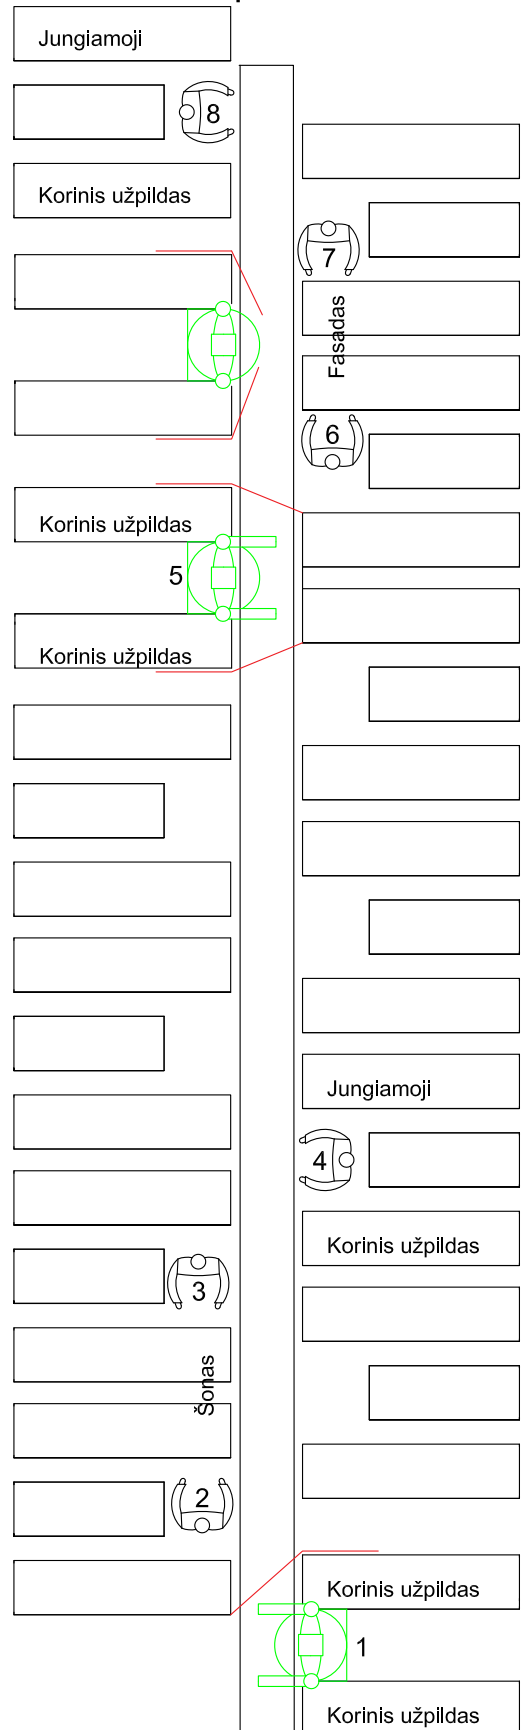 Jungiamoji
8
Korinis užpildas
7
Fasadas
6
Korinis užpildas
5
Korinis užpildas
Jungiamoji
4
Korinis užpildas
3
Šonas
2
Korinis užpildas
1
Korinis užpildas